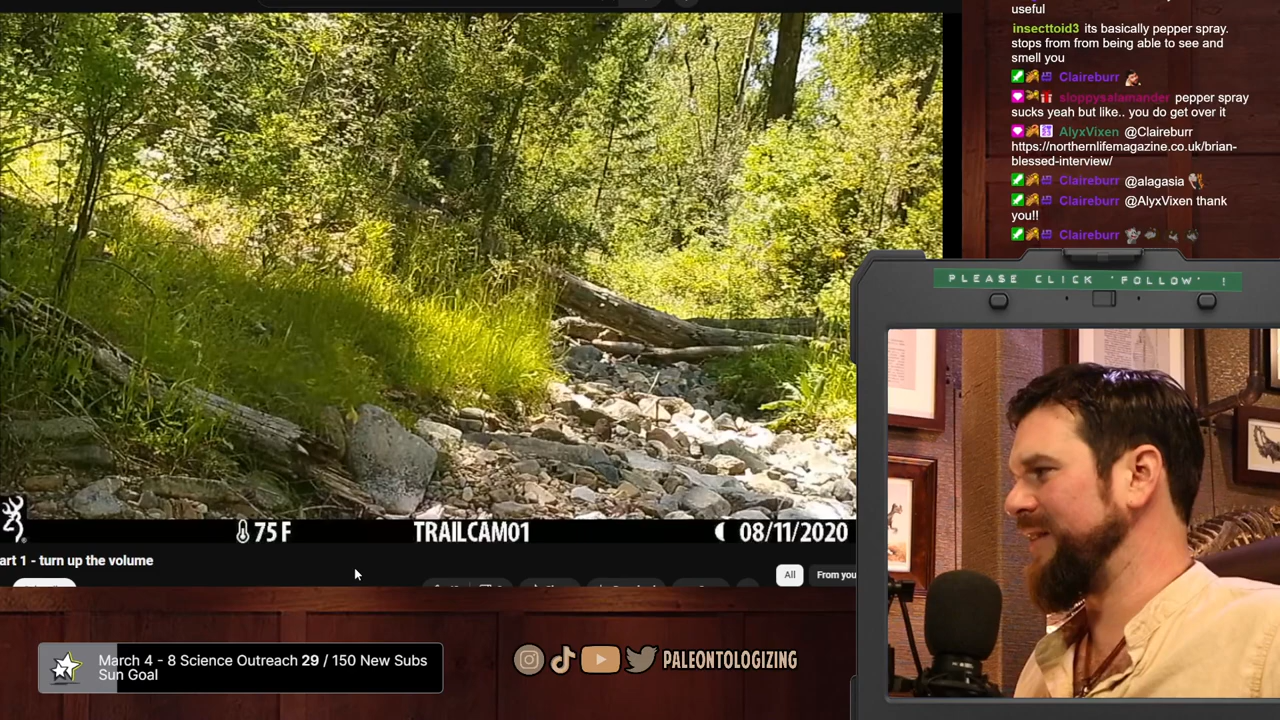 useful
insecttoid3 its basically pepper spray.
stops from from being able to see and
smell you
Claireburr
sloppysalamander pepper spray
sucks yeah but like.. you do get over it
AlyxVixen @Claireburr
https://northernlifemagazine.co.uk/brian-
blessed-interview/
Claireburr @alagasia
Claireburr @AlyxVixen thank
you!!
Claireburr
PLEASE CLICK 'FOLLOW' !
75 F
TRAILCAM01
08/11/2020
art 1 - turn up the volume
All
From you
March 4 - 8 Science Outreach 29 / 150 New Subs
Sun Goal
PALEONTOLOGIZING